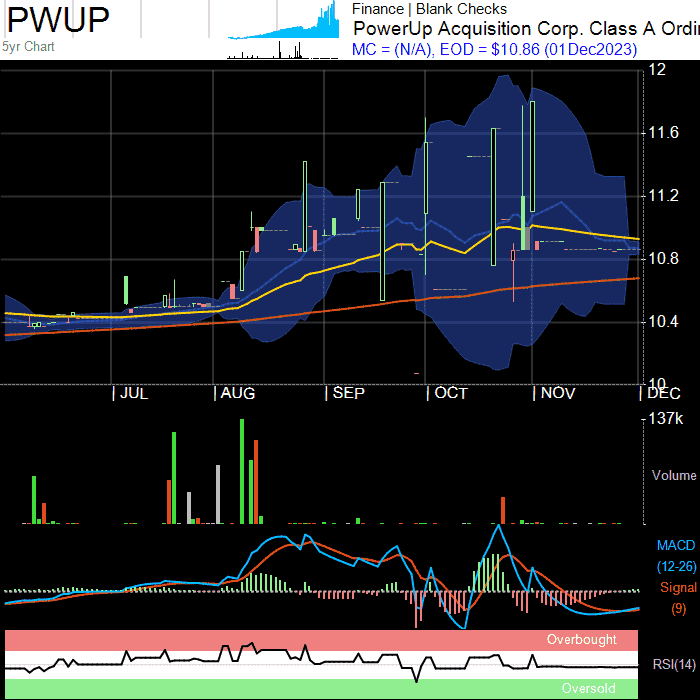 PWUP
5yr Chart
Finance | Blank Checks
PowerUp Acquisition Corp. Class A Ordi
MC = (N/A), EOD = $10.86 (01Dec2023)
12
11.6
11.2
10.8
10.4
10
| JUL | AUG | SEP | OCT | NOV | DEC
137k
Volume
MACD
(12-26)
Signal
(9)
Overbought
RSI(14)
Oversold